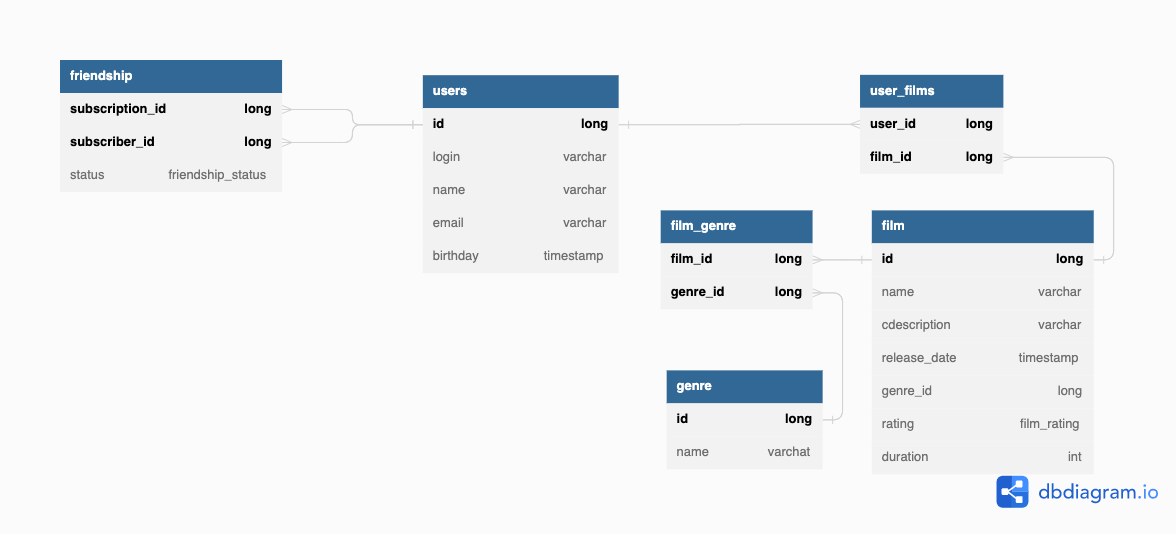 friendship
subscription_id long
subscriber_id long
status friendship_status
users
id long
login varchar
name varchar
email varchar
birthday timestamp
user_films
user_id long
film_id long
film_genre
film_id long
genre_id long
film
id long
name varchar
cdescription varchar
release_date timestamp
genre_id long
rating film_rating
duration int
genre
id long
name varchat
dbdiagram.io